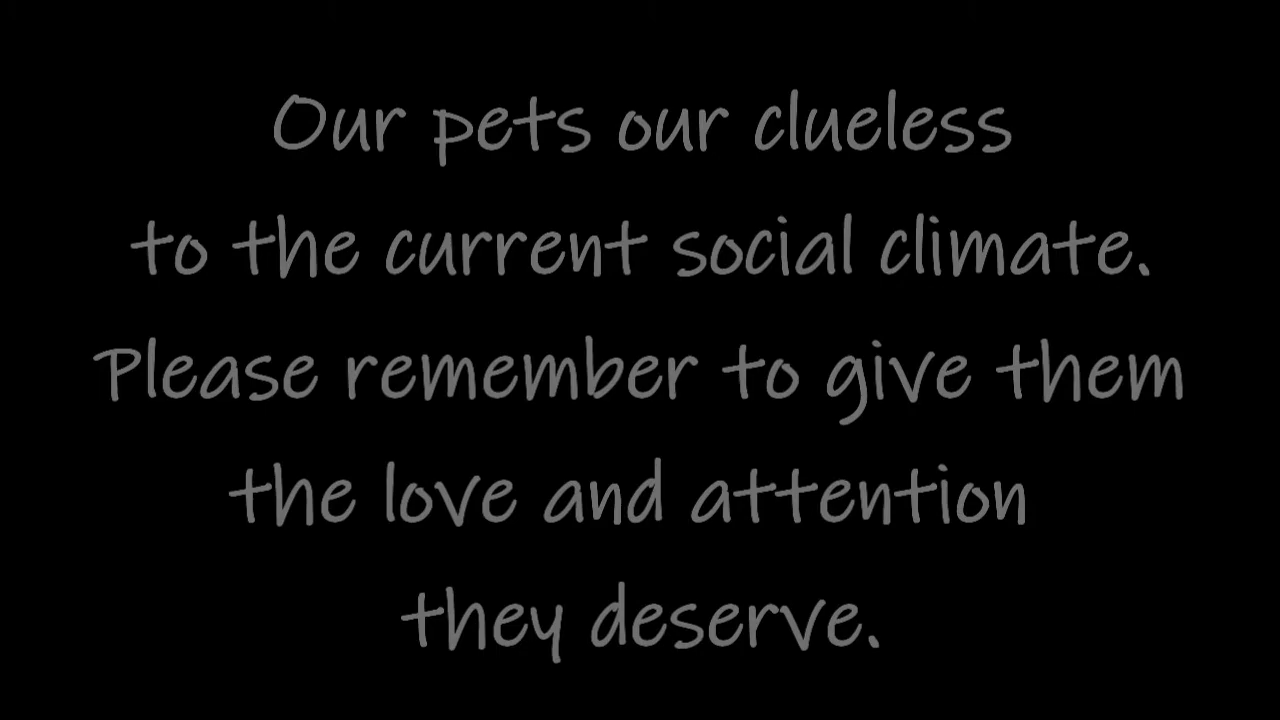 Our pets our clueless
to the current social climate.
Please remember to give them
the love and attention
they deserve.